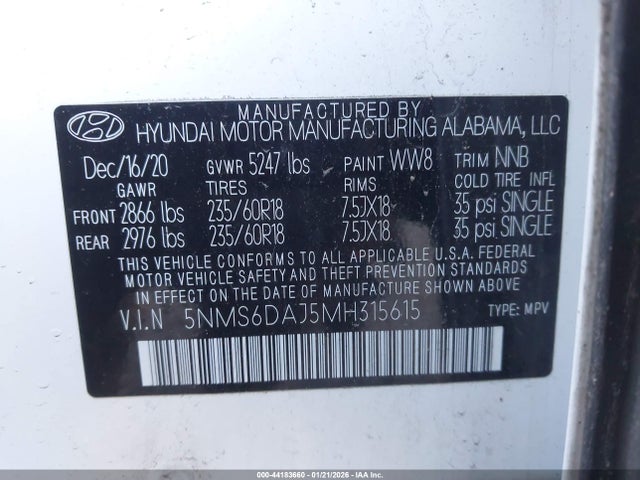 MANUFACTURED BY
HYUNDAI MOTOR MANUFACTURING ALABAMA, LLC
Dec/16/20 GVWR 5247 lbs PAINT WW8 TRIM NNB
GAWR TIRES RIMS COLD TIRE INFL
FRONT 2866 lbs 235/60R18 7.5JX18 35 psi SINGLE
REAR 2976 lbs 235/60R18 7.5JX18 35 psi SINGLE
THIS VEHICLE CONFORMS TO ALL APPLICABLE U.S.A. FEDERAL
MOTOR VEHICLE SAFETY AND THEFT PREVENTION STANDARDS
IN EFFECT ON THE DATE OF MANUFACTURE SHOWN ABOVE.
V.I.N 5NMS6DAJ5MH315615 TYPE: MPV
000-44183660 - 01/21/2026 - IAA Inc.